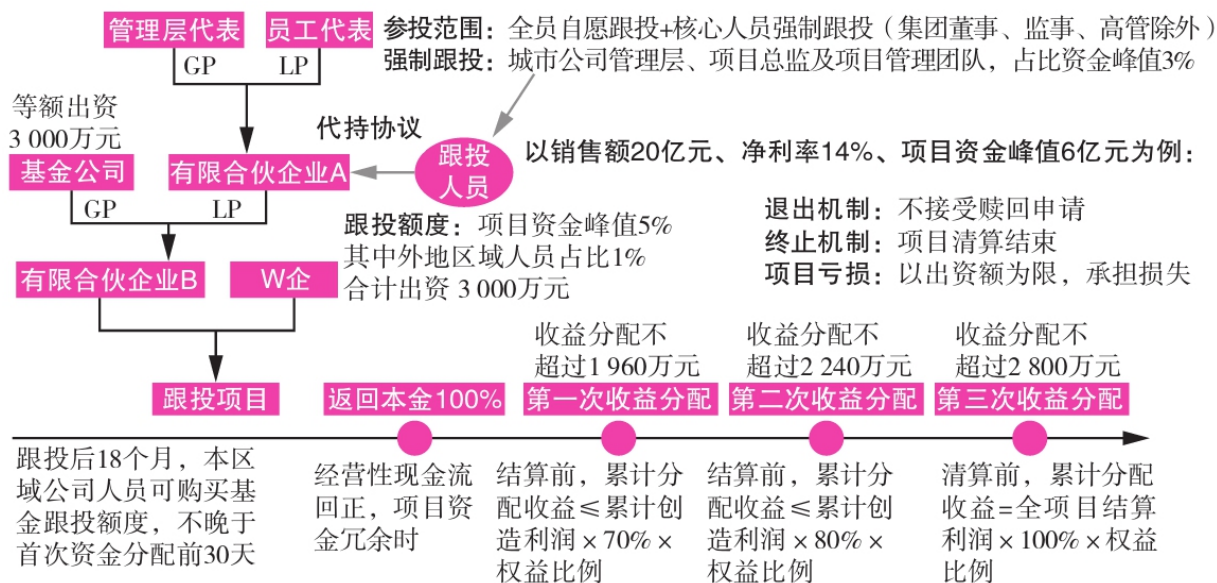 管理层代表
员工代表
参投范围：全员自愿跟投+核心人员强制跟投（集团董事、监事、高管除外）
GP
LP
强制跟投：城市公司管理层、项目总监及项目管理团队，占比资金峰值3%
等额出资
3 000万元
代持协议
基金公司
有限合伙企业A
跟投
人员
以销售额20亿元、净利率14%、项目资金峰值6亿元为例：
GP
LP
跟投额度：项目资金峰值5%
其中外地区域人员占比1%
合计出资 3 000万元
退出机制：不接受赎回申请
终止机制：项目清算结束
项目亏损：以出资额为限，承担损失
有限合伙企业B
W企
收益分配不
超过1 960万元
收益分配不
超过2 240万元
收益分配不
超过2 800万元
跟投项目
返回本金100%
第一次收益分配
第二次收益分配
第三次收益分配
跟投后18个月，本区
域公司人员可购买基
金跟投额度，不晚于
首次资金分配前30天
经营性现金流
回正，项目资
金冗余时
结算前，累计分
配收益≤累计创
造利润×70%×
权益比例
结算前，累计分
配收益≤累计创
造利润×80%×
权益比例
清算前，累计分配
收益=全项目结算
利润×100%×权益
比例